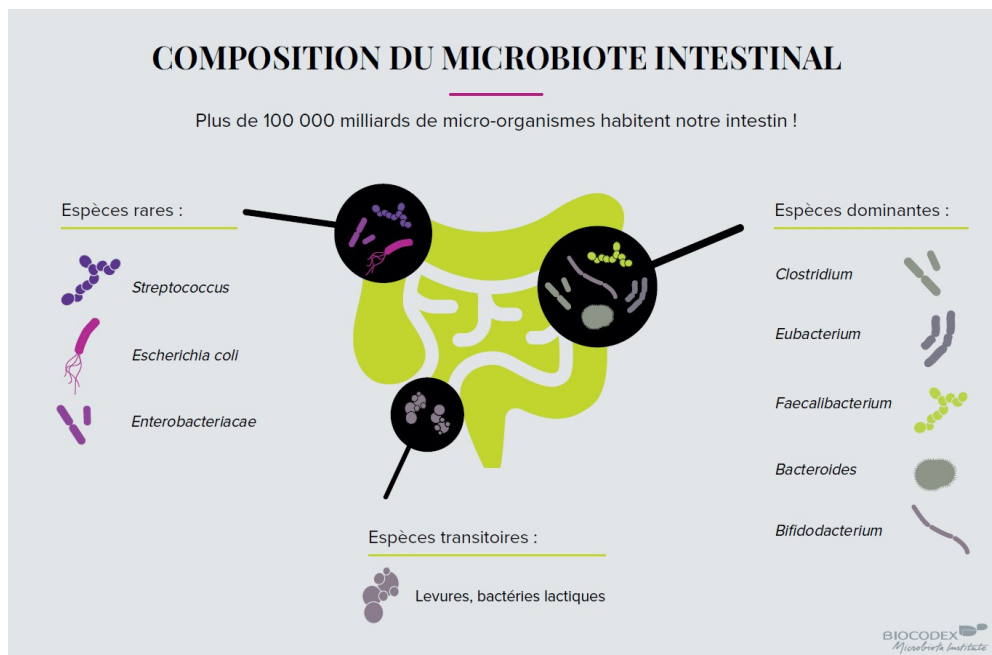 COMPOSITION DU MICROBIOTE INTESTINAL
Plus de 100 000 milliards de micro-organismes habitent notre intestin !
Espèces rares :
Streptococcus
Escherichia coli
Enterobacteriacae
Espèces transitoires :
Levures, bactéries lactiques
Espèces dominantes :
Clostridium
Eubacterium
Faecalibacterium
Bacteroides
Bifidodacterium
BIOCODEX
Microbiota Institute